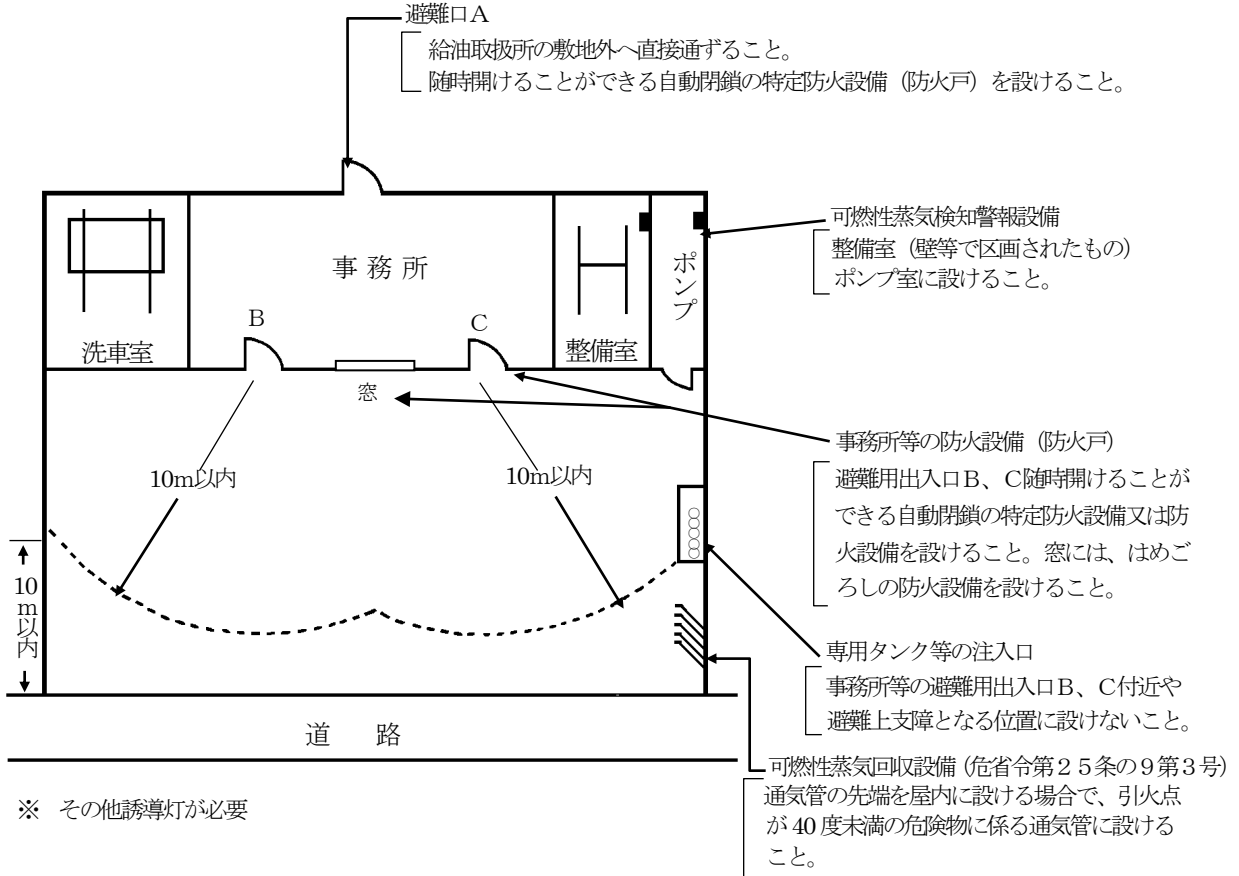 避難口A
給油取扱所の敷地外へ直接通ずること。
随時開けることができる自動閉鎖の特定防火設備（防火戸）を設けること。
可燃性蒸気検知警報設備
整備室（壁等で区画されたもの）
ポンプ室に設けること。
事務所
ポンプ
洗車室
B
C
整備室
窓
10m以内
10m以内
10m以内
事務所等の防火設備（防火戸）
避難用出入口B、C随時開けることが
できる自動閉鎖の特定防火設備又は防
火設備を設けること。窓には、はめご
ろしの防火設備を設けること。
専用タンク等の注入口
事務所等の避難用出入口B、C付近や
避難上支障となる位置に設けないこと。
道　路
可燃性蒸気回収設備（危省令第２５条の９第３号）
通気管の先端を屋内に設ける場合で、引火点
が40度未満の危険物に係る通気管に設ける
こと。
※　その他誘導灯が必要